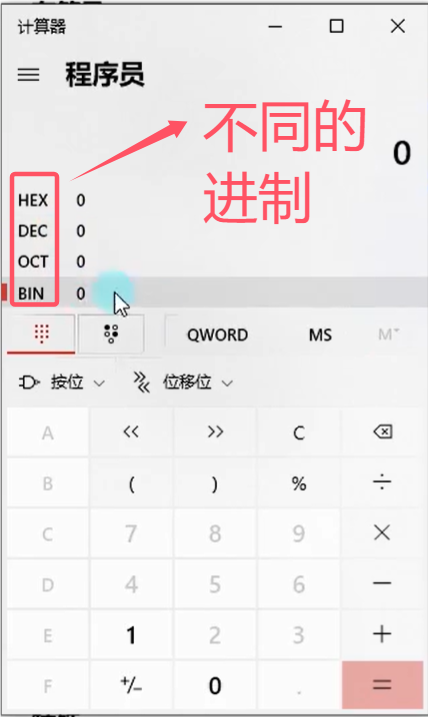 计算器
程序员
不同的
进制
0
HEX 0
DEC 0
OCT 0
BIN 0
QWORD MS M
按位 位移位
A << >> C
B ( ) % ÷
C 7 8 9 ×
D 4 5 6 −
E 1 2 3 +
F +/− 0 . =